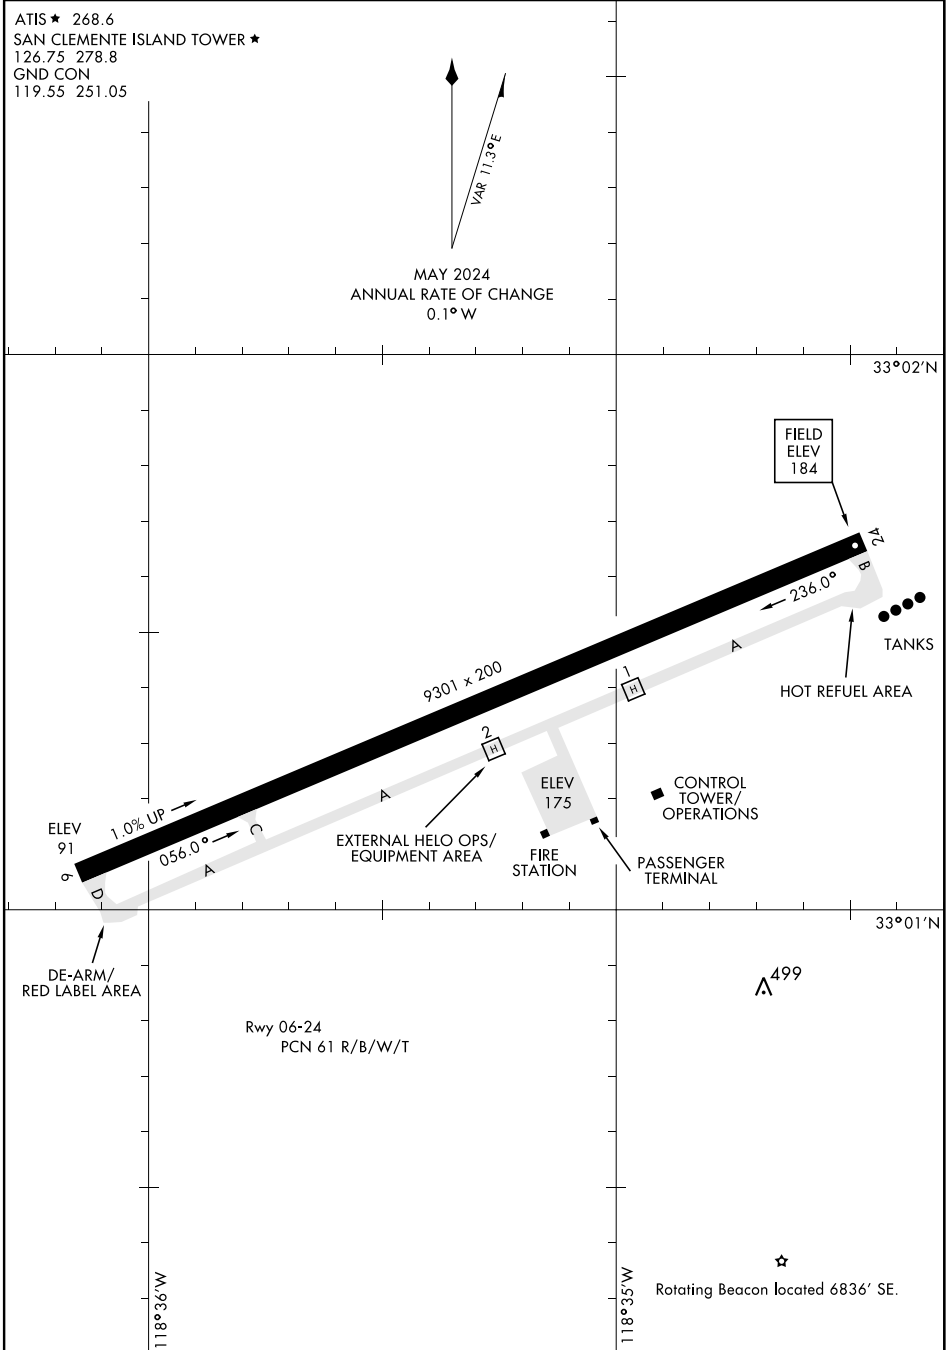 ATIS ★ 268.6
SAN CLEMENTE ISLAND TOWER ★
126.75 278.8
GND CON
119.55 251.05
VAR 11.3° E
MAY 2024
ANNUAL RATE OF CHANGE
0.1° W
33°02'N
FIELD
ELEV
184
24
B
236.0°
TANKS
A
HOT REFUEL AREA
9301 x 200
1
H
2
H
ELEV
175
CONTROL
TOWER/
OPERATIONS
A
1.0% UP
C
ELEV
91
056.0°
EXTERNAL HELO OPS/
EQUIPMENT AREA
FIRE
STATION
PASSENGER
TERMINAL
A
6
D
33°01'N
DE-ARM/
RED LABEL AREA
499
Rwy 06-24
PCN 61 R/B/W/T
118°36'W
118°35'W
Rotating Beacon located 6836' SE.